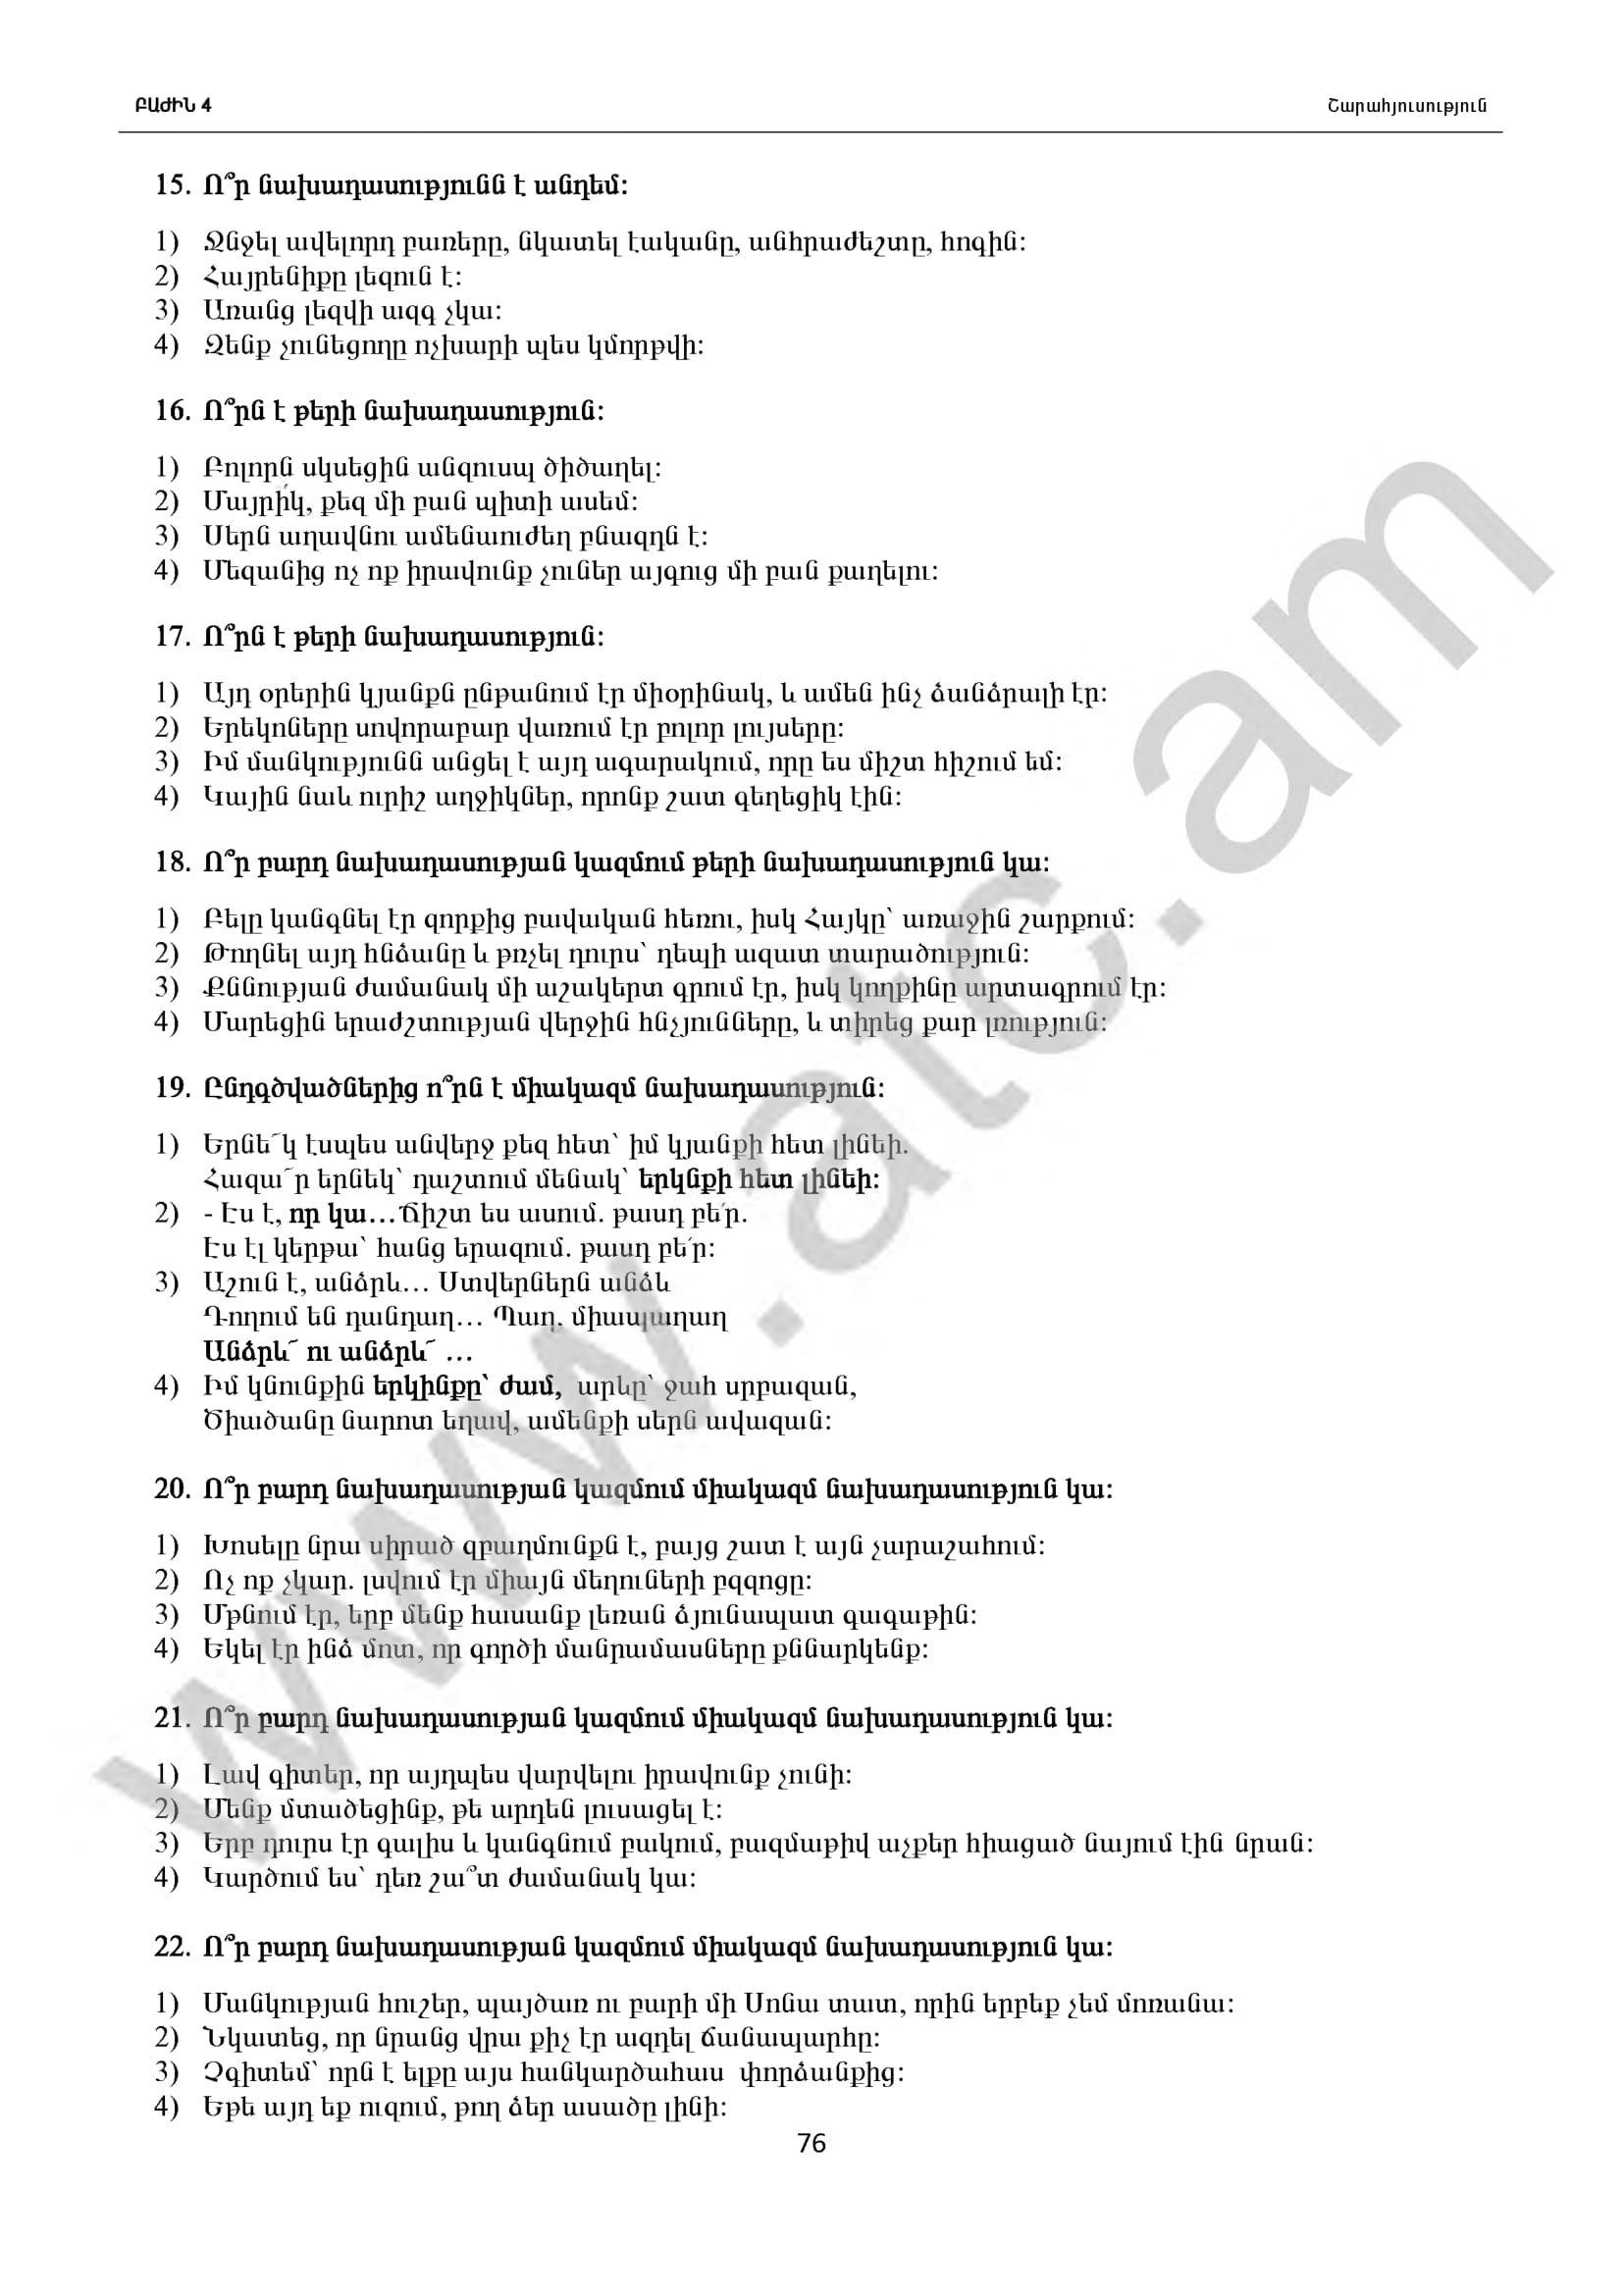 ԲԱԺԻՆ 4 Շարահյուսություն
15. Ո՞ր նախադասությունն է անդեմ:
1) Ջնջել ավելորդ բառերը, նկատել էականը, անհրաժեշտը, հոգին:
2) Հայրենիքը լեզուն է:
3) Առանց լեզվի ազգ չկա:
4) Զենք չունեցողը ոչխարի պես կմորթվի:
16. Ո՞րն է թերի նախադասություն:
1) Բոլորն սկսեցին անզուսպ ծիծաղել:
2) Մայրի՛կ, քեզ մի բան պիտի ասեմ:
3) Սերն աղավնու ամենաուժեղ բնազդն է:
4) Մեզանից ոչ ոք իրավունք չուներ այգուց մի բան քաղելու:
17. Ո՞րն է թերի նախադասություն:
1) Այդ օրերին կյանքն ընթանում էր միօրինակ, և ամեն ինչ ձանձրալի էր:
2) Երեկոները սովորաբար վառում էր բոլոր լույսերը:
3) Իմ մանկությունն անցել է այդ ագարակում, որը ես միշտ հիշում եմ:
4) Կային նաև ուրիշ աղջիկներ, որոնք շատ գեղեցիկ էին:
18. Ո՞ր բարդ նախադասության կազմում թերի նախադասություն կա:
1) Բելը կանգնել էր զորքից բավական հեռու, իսկ Հայկը՝ առաջին շարքում:
2) Թողնել այդ հնձանը և թռչել դուրս՝ դեպի ազատ տարածություն:
3) Քննության ժամանակ մի աշակերտ գրում էր, իսկ կողքինը արտագրում էր:
4) Մարեցին երաժշտության վերջին հնչյունները, և տիրեց քար լռություն:
19. Ընդգծվածներից ո՞րն է միակազմ նախադասություն:
1) Երնե՜կ էսպես անվերջ քեզ հետ՝ իմ կյանքի հետ լինեի.
Հազա՜ր երնեկ՝ դաշտում մենակ՝ երկնքի հետ լինեի:
2) - Էս է, որ կա…Ճիշտ ես ասում. թասդ բե՛ր.
Էս էլ կերթա՝ հանց երազում. թասդ բե՛ր:
3) Աշուն է, անձրև… Ստվերներն անձև
Դողում են դանդաղ… Պաղ, միապաղաղ
Անձրև՜ ու անձրև՜ …
4) Իմ կնունքին երկինքը՝ ժամ, արևը՝ ջահ սրբազան,
Ծիածանը նարոտ եղավ, ամենքի սերն ավազան:
20. Ո՞ր բարդ նախադասության կազմում միակազմ նախադասություն կա:
1) Խոսելը նրա սիրած զբաղմունքն է, բայց շատ է այն չարաշահում:
2) Ոչ ոք չկար. լսվում էր միայն մեղուների բզզոցը:
3) Մթնում էր, երբ մենք հասանք լեռան ձյունապատ գագաթին:
4) Եկել էր ինձ մոտ, որ գործի մանրամասները քննարկենք:
21. Ո՞ր բարդ նախադասության կազմում միակազմ նախադասություն կա:
1) Լավ գիտեր, որ այդպես վարվելու իրավունք չունի:
2) Մենք մտածեցինք, թե արդեն լուսացել է:
3) Երբ դուրս էր գալիս և կանգնում բակում, բազմաթիվ աչքեր հիացած նայում էին նրան:
4) Կարծում ես՝ դեռ շա՞տ ժամանակ կա:
22. Ո՞ր բարդ նախադասության կազմում միակազմ նախադասություն կա:
1) Մանկության հուշեր, պայծառ ու բարի մի Սոնա տատ, որին երբեք չեմ մոռանա:
2) Նկատեց, որ նրանց վրա քիչ էր ազդել ճանապարհը:
3) Չգիտեմ՝ որն է ելքը այս հանկարծահաս փորձանքից:
4) Եթե այդ եք ուզում, թող ձեր ասածը լինի:
76
www.atc.am